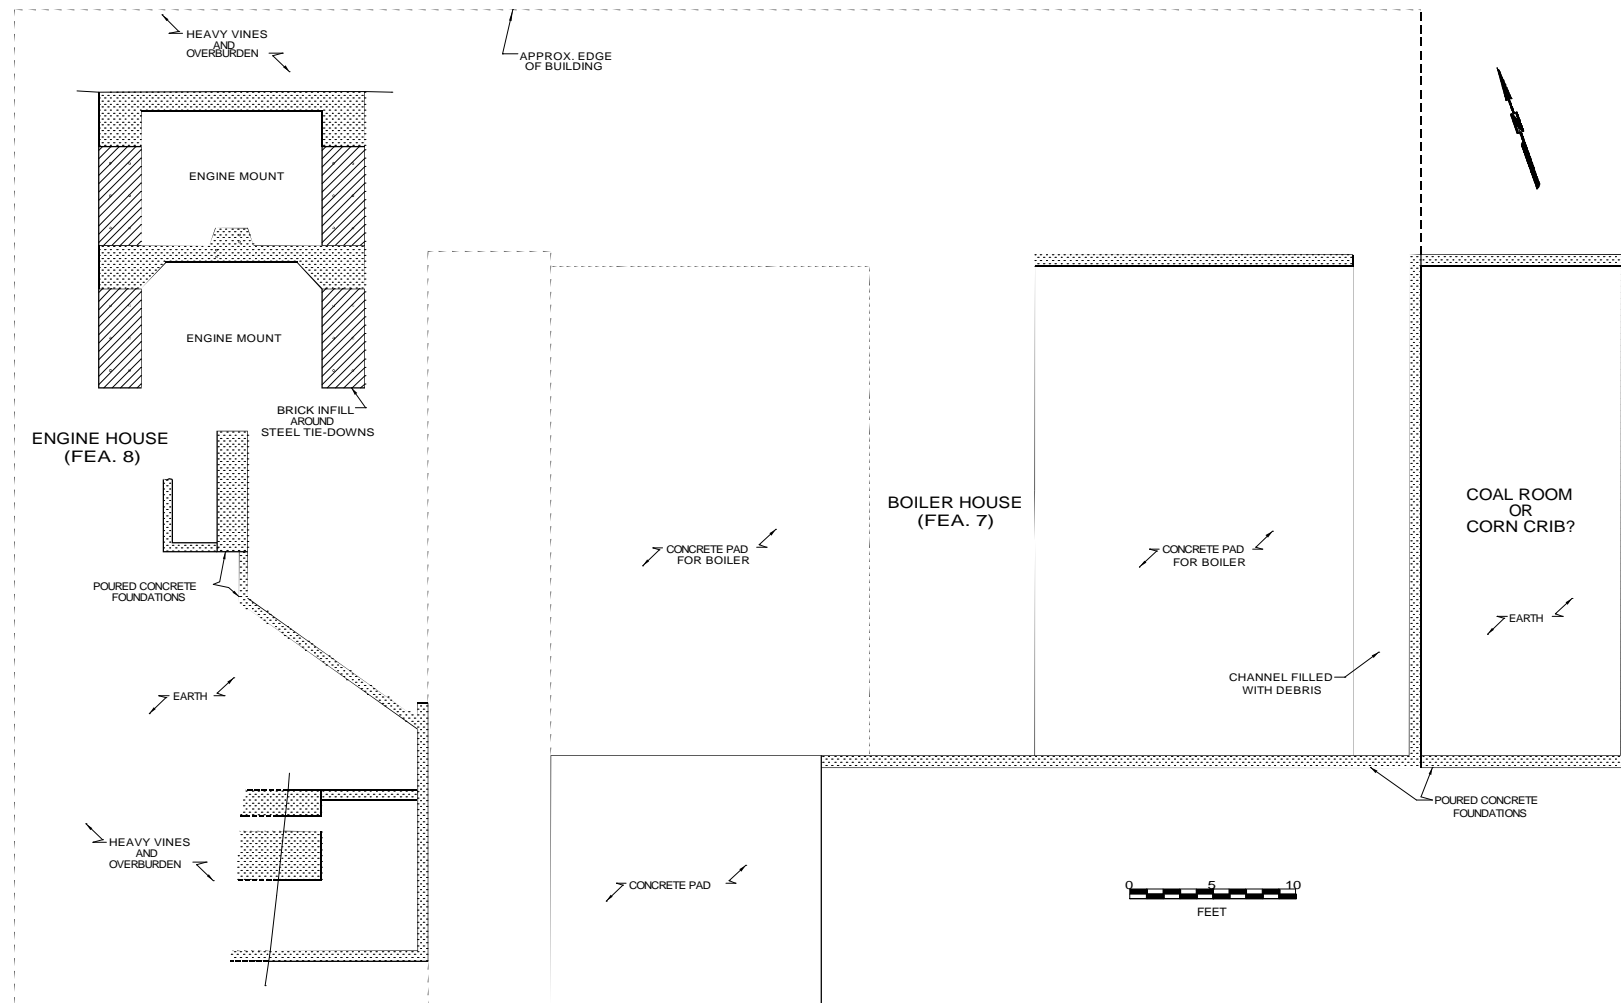 HEAVY VINES
AND
OVERBURDEN
APPROX. EDGE
OF BUILDING
ENGINE MOUNT
ENGINE MOUNT
BRICK INFILL
AROUND
STEEL TIE-DOWNS
ENGINE HOUSE
(FEA. 8)
BOILER HOUSE
(FEA. 7)
COAL ROOM
OR
CORN CRIB?
CONCRETE PAD
FOR BOILER
CONCRETE PAD
FOR BOILER
POURED CONCRETE
FOUNDATIONS
EARTH
EARTH
CHANNEL FILLED
WITH DEBRIS
POURED CONCRETE
FOUNDATIONS
HEAVY VINES
AND
OVERBURDEN
CONCRETE PAD
0 5 10
FEET